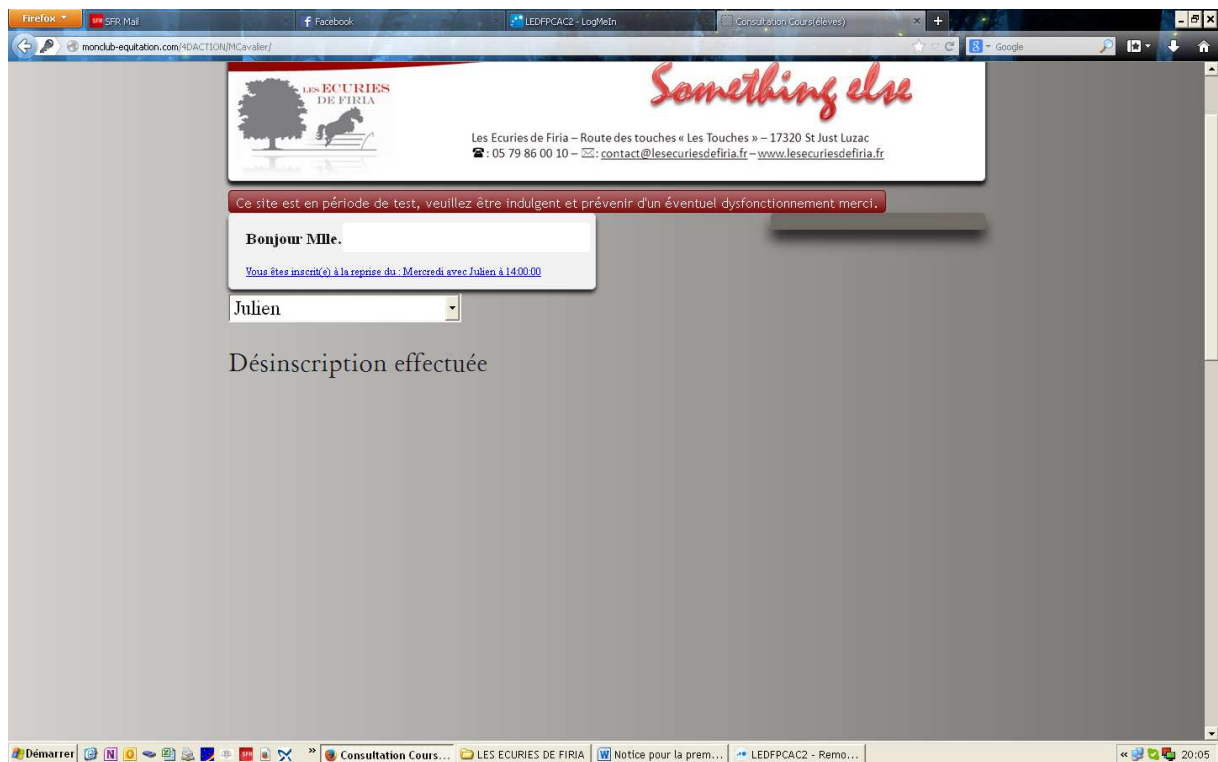 Firefox
SFR SFR Mail
Facebook
LEDFPCAC2 - LogMeIn
Consultation Cours(élèves)
monclub-equitation.com/4DACTION/MCavalier/
Google
LES ECURIES
DE FIRIA
Something else
Les Ecuries de Firia – Route des touches « Les Touches » – 17320 St Just Luzac
☎ : 05 79 86 00 10 – ✉ : contact@lesecuriesdefiria.fr – www.lesecuriesdefiria.fr
Ce site est en période de test, veuillez être indulgent et prévenir d'un éventuel dysfonctionnement merci.
Bonjour Mlle.
Vous êtes inscrit(e) à la reprise du : Mercredi avec Julien à 14:00:00
Julien
Désinscription effectuée
Démarrer
Consultation Cours...
LES ECURIES DE FIRIA
Notice pour la prem...
LEDFPCAC2 - Remo...
20:05